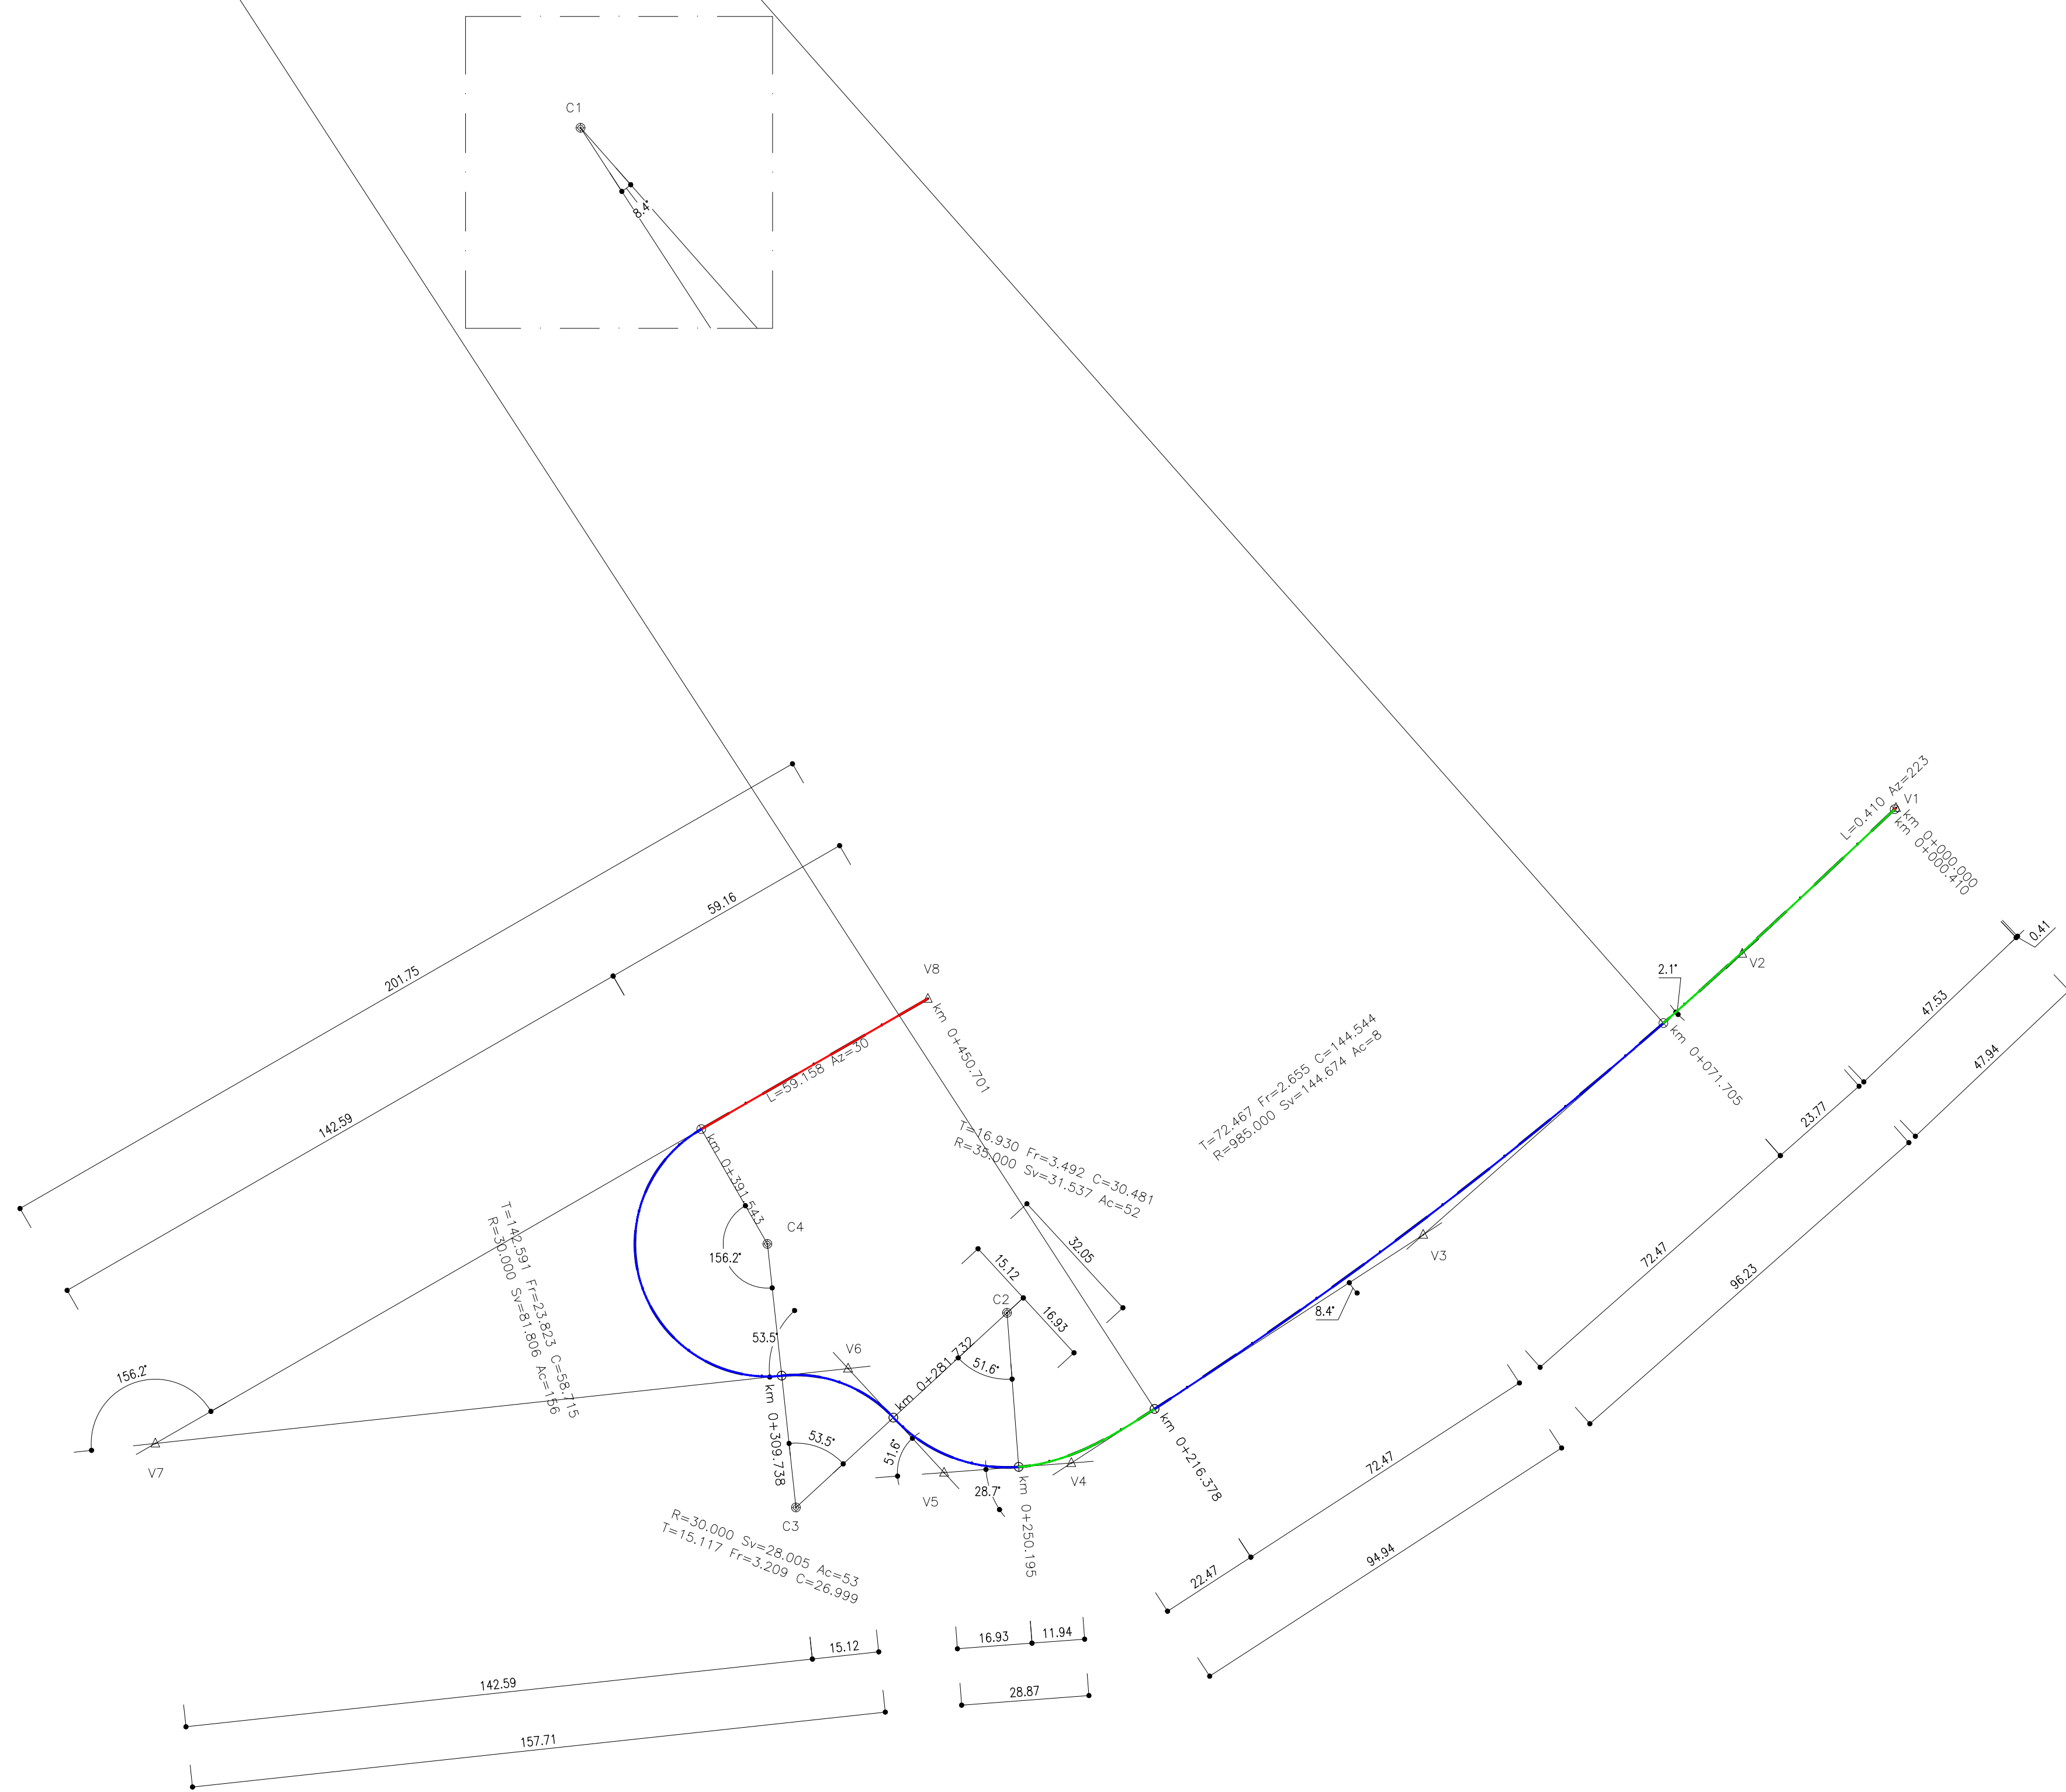 C1
8.4°
L=0.410 Az=223
V1
km 0+000.000
km 0+000.410
0.41
V2
47.53
2.1°
47.94
km 0+071.705
23.77
201.75
59.16
V8
km 0+450.701
L=59.158 Az=30
142.59
T=72.467 Fr=2.655 C=144.544
R=985.000 Sv=144.674 Ac=8
T=16.930 Fr=3.492 C=30.481
R=35.000 Sv=31.537 Ac=52
km 0+391.543
C4
156.2°
T=142.591 Fr=23.823 C=58.715
R=30.000 Sv=81.806 Ac=156
32.05
15.12
C2
16.93
V3
8.4°
72.47
96.23
53.5°
V6
km 0+281.732
51.6°
156.2°
V7
km 0+309.738
53.5°
51.6°
V5
28.7°
V4
km 0+250.195
km 0+216.378
C3
R=30.000 Sv=28.005 Ac=53
T=15.117 Fr=3.209 C=26.999
72.47
22.47
94.94
142.59
15.12
16.93
11.94
28.87
157.71